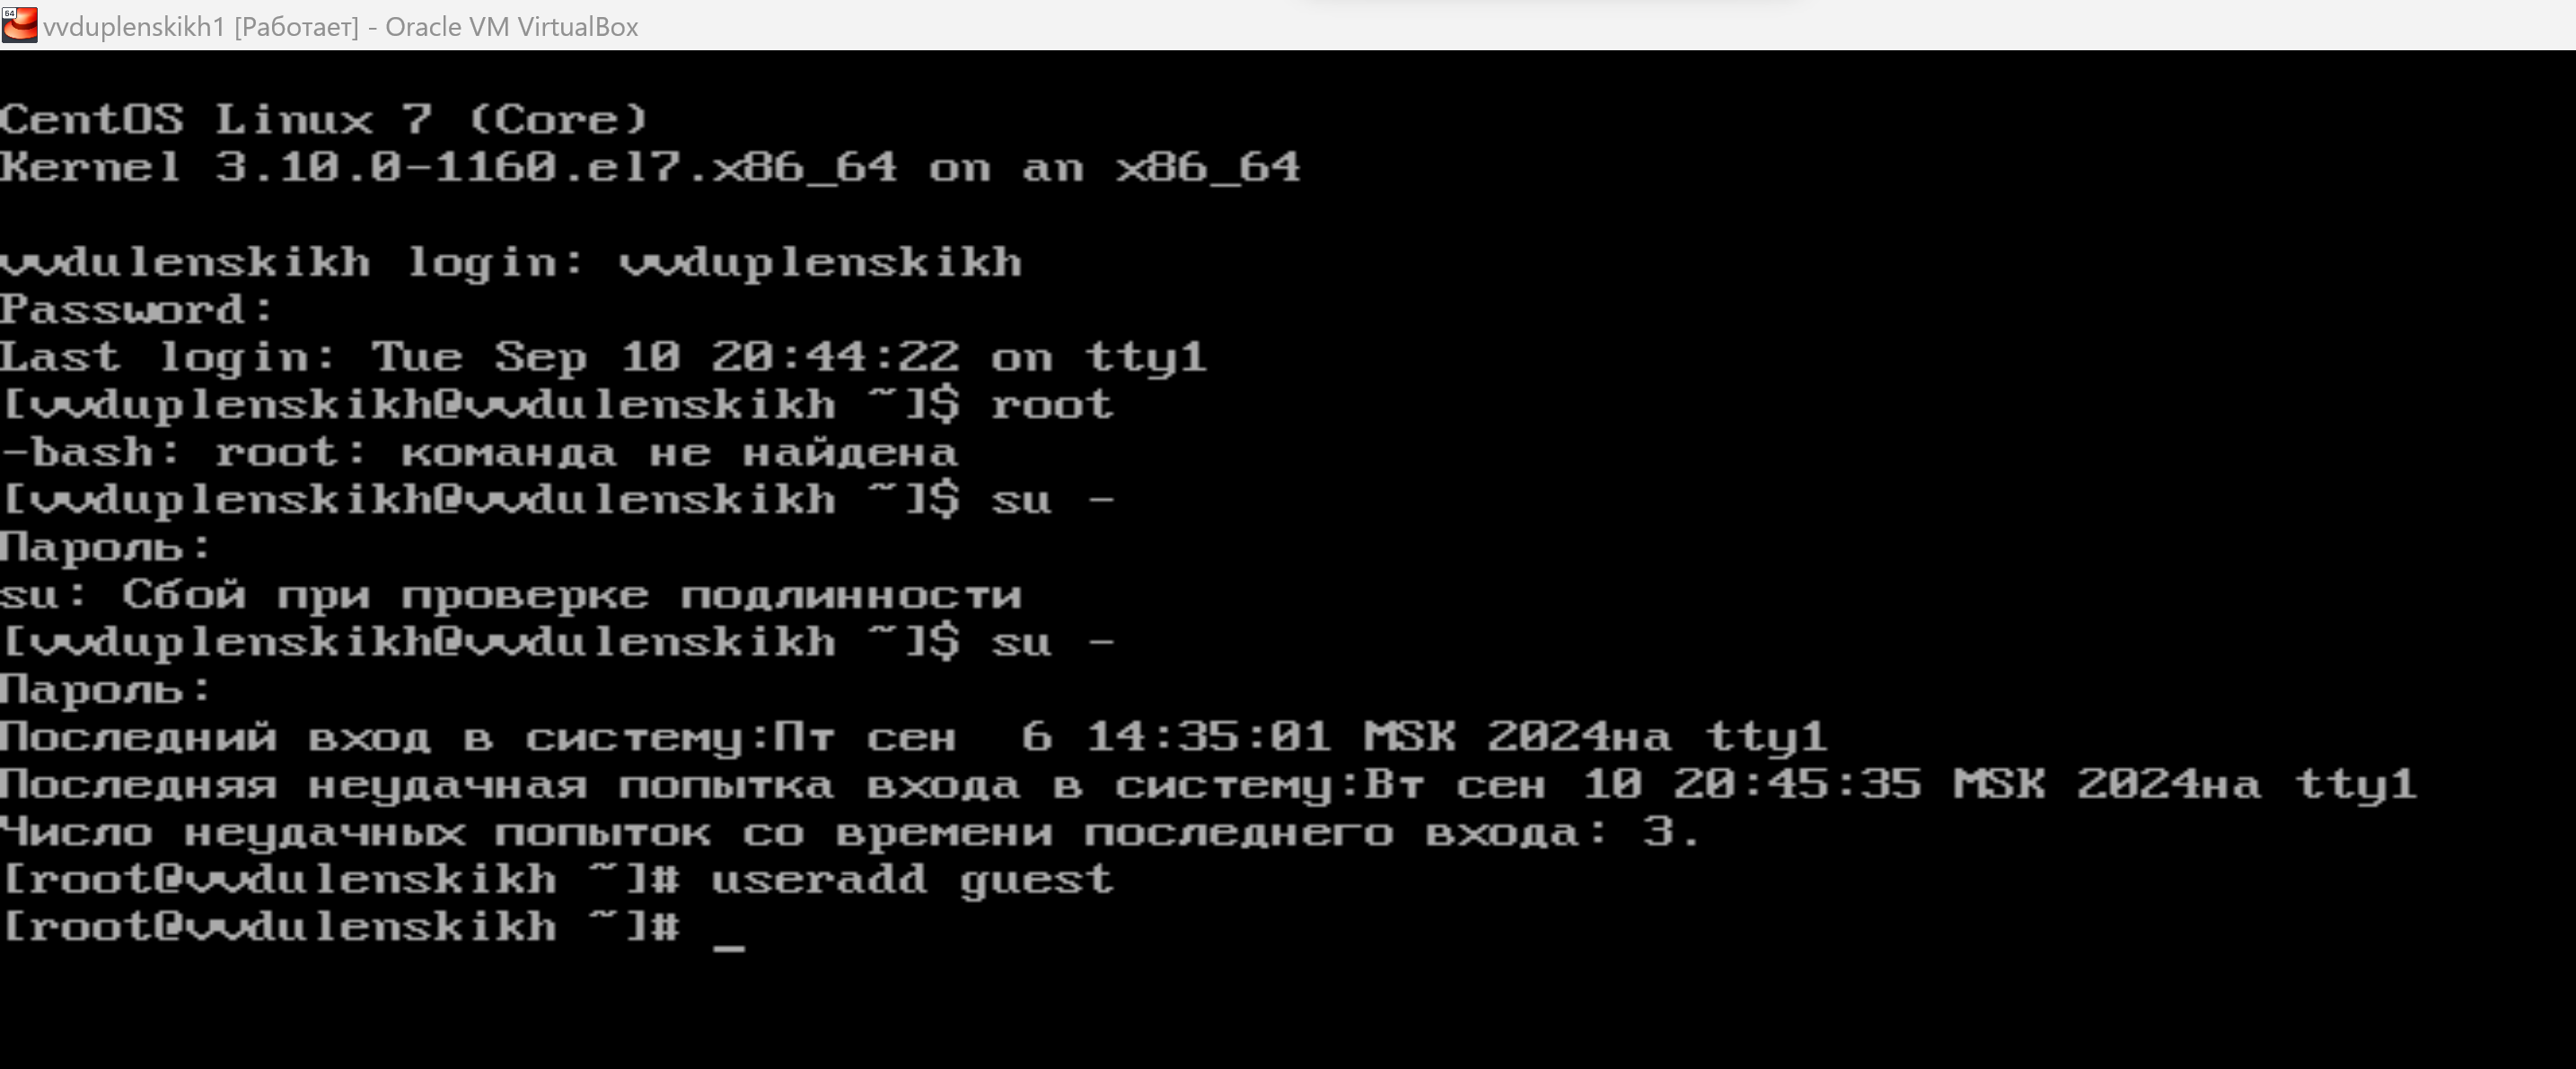 64
vvduplenskikh1 [Работает] - Oracle VM VirtualBox
CentOS Linux 7 (Core)
Kernel 3.10.0-1160.el7.x86_64 on an x86_64
vvdulenskikh login: vvduplenskikh
Password:
Last login: Tue Sep 10 20:44:22 on tty1
[vvduplenskikh@vvdulenskikh ~]$ root
-bash: root: команда не найдена
[vvduplenskikh@vvdulenskikh ~]$ su -
Пароль:
su: Сбой при проверке подлинности
[vvduplenskikh@vvdulenskikh ~]$ su -
Пароль:
Последний вход в систему:Пт сен  6 14:35:01 MSK 2024на tty1
Последняя неудачная попытка входа в систему:Вт сен 10 20:45:35 MSK 2024на tty1
Число неудачных попыток со времени последнего входа: 3.
[root@vvdulenskikh ~]# useradd guest
[root@vvdulenskikh ~]# _